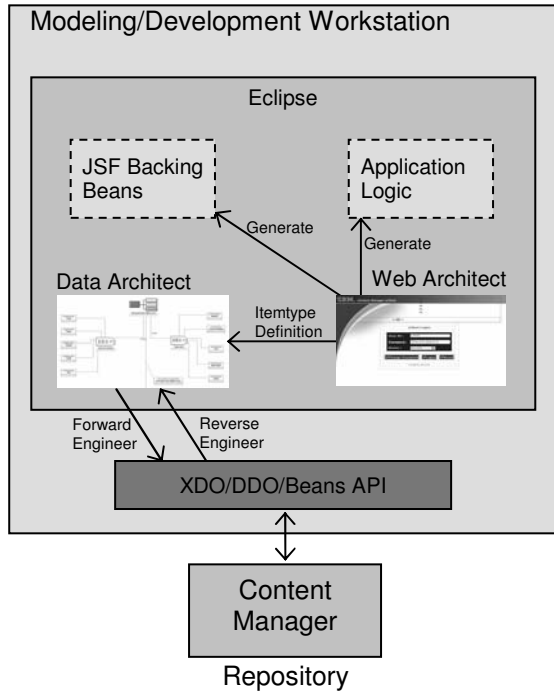 Modeling/Development Workstation
Eclipse
JSF Backing
Beans
Application
Logic
Generate
Generate
Data Architect
Web Architect
Itemtype
Definition
Forward
Engineer
Reverse
Engineer
XDO/DDO/Beans API
Content
Manager
Repository